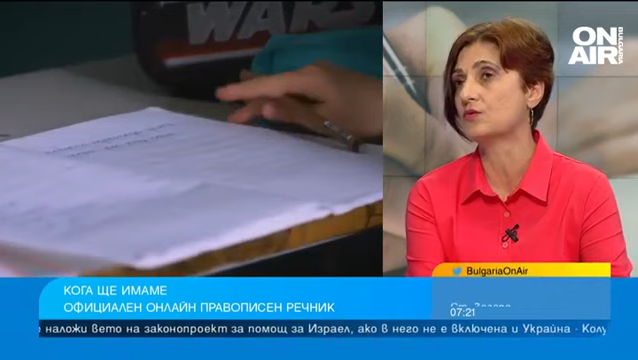 WARS
ON
AIR
BULGARIA
BulgariaOnAir
КОГА ЩЕ ИМАМЕ
ОФИЦИАЛЕН ОНЛАЙН ПРАВОПИСЕН РЕЧНИК
07:21
наложи вето на законопроект за помощ за Израел, ако в него не е включена и Украйна ·